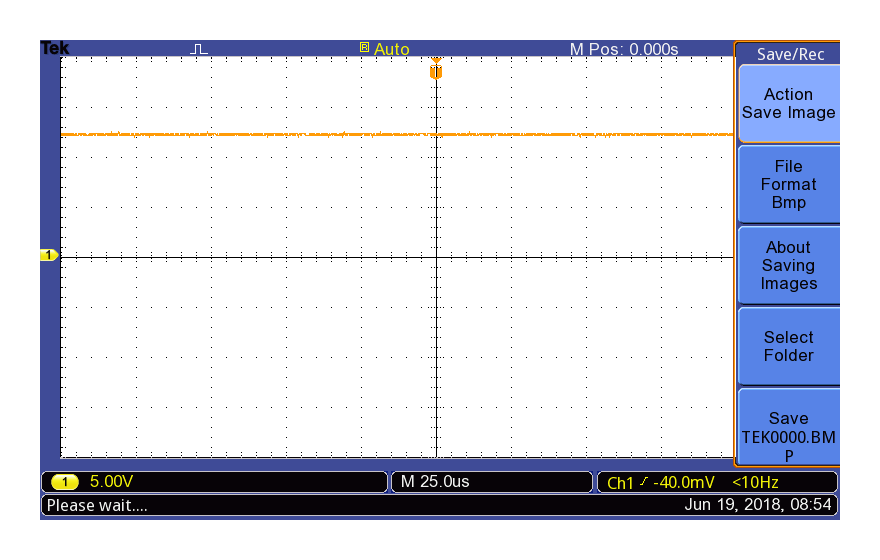 Tek R Auto M Pos: 0.000s Save/Rec
Action
Save Image
File
Format
Bmp
1
About
Saving
Images
Select
Folder
Save
TEK0000.BM
P
1 5.00V M 25.0us Ch1 -40.0mV <10Hz
Please wait.... Jun 19, 2018, 08:54